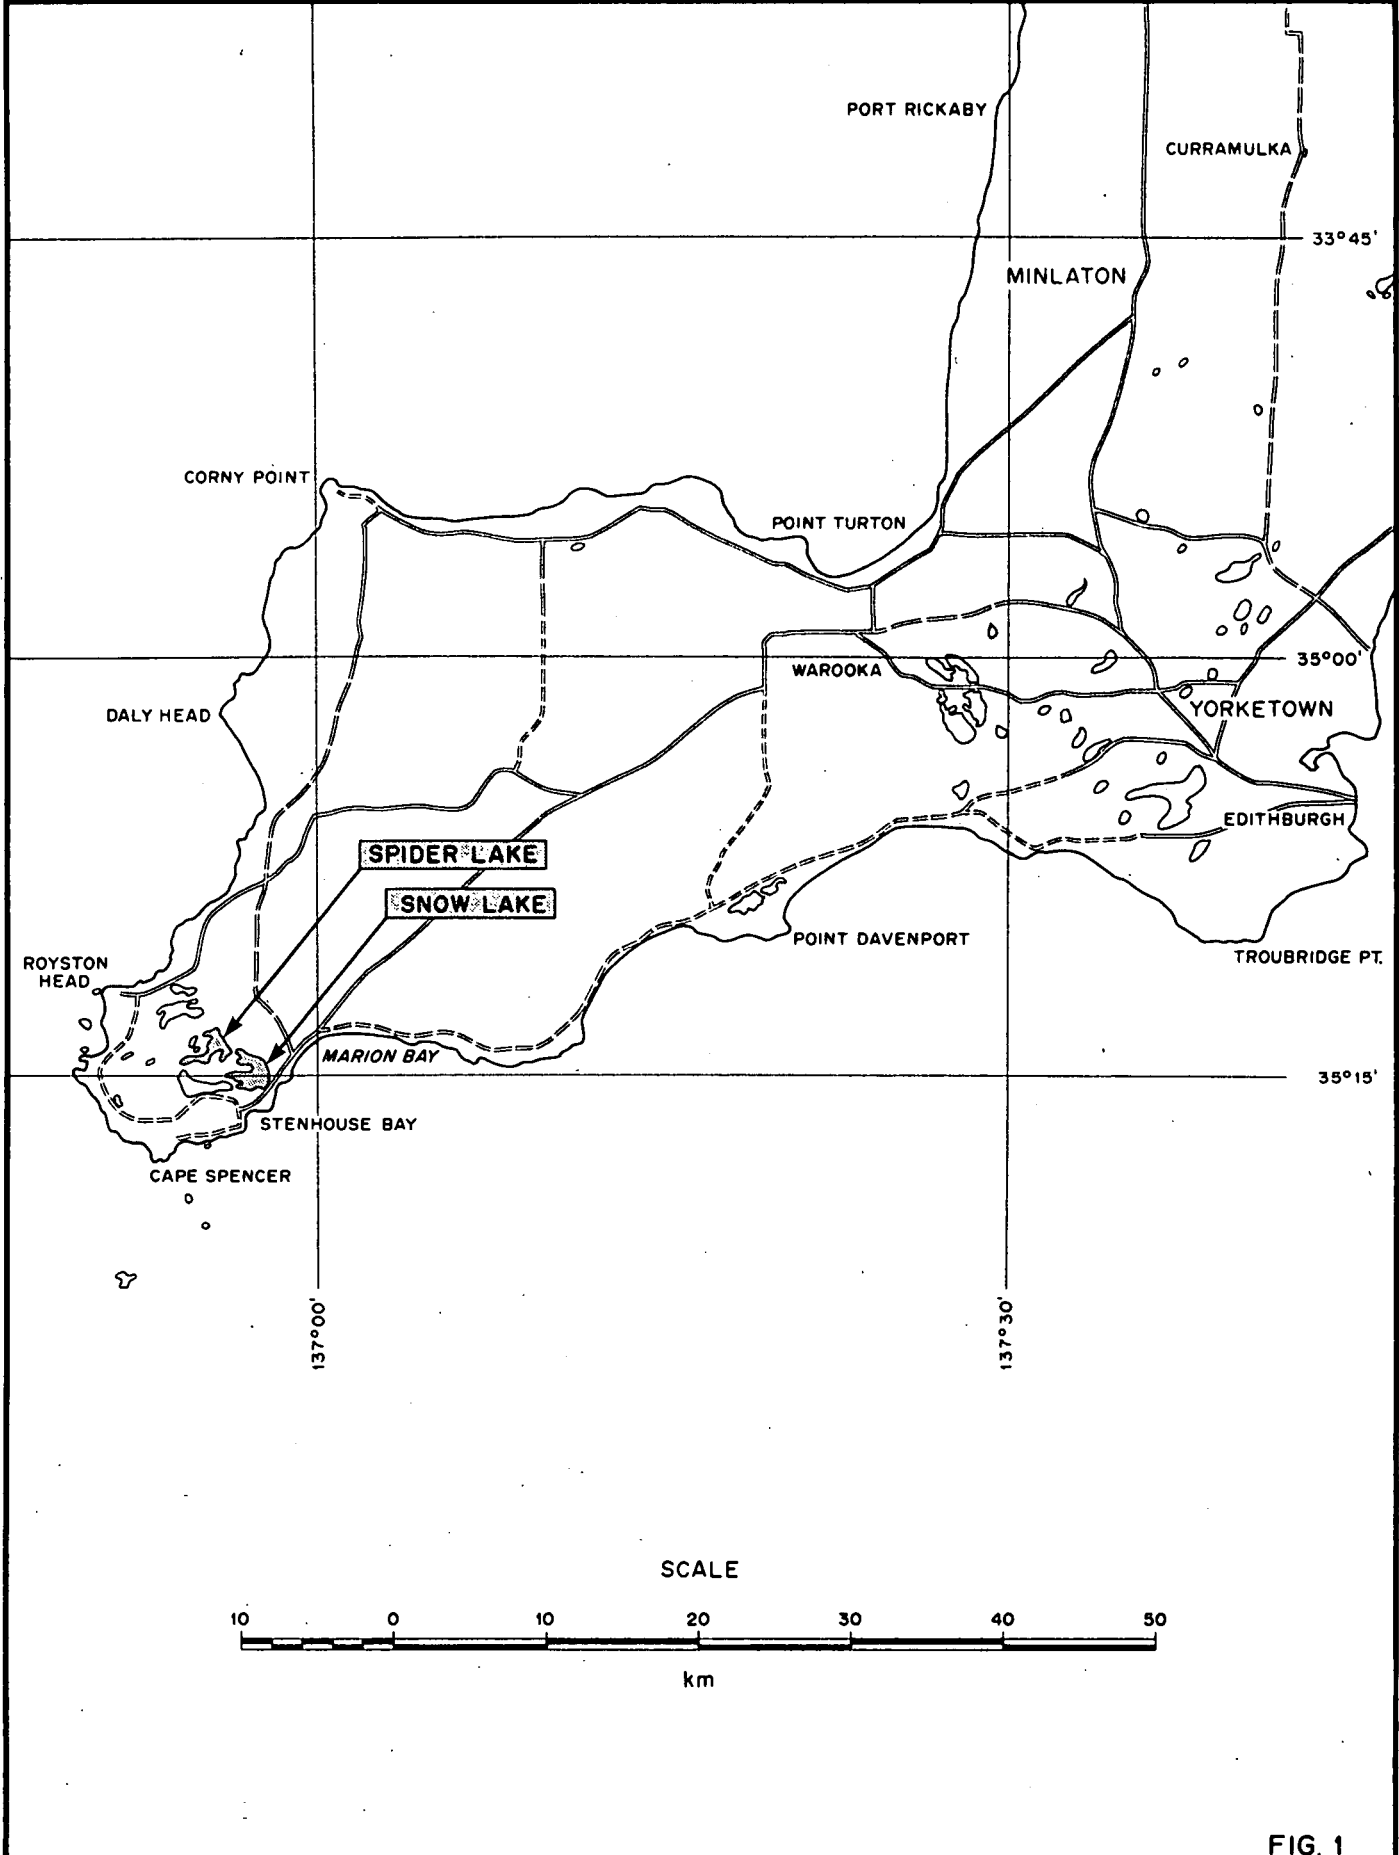 PORT RICKABY
CURRAMULKA
33°45'
MINLATON
CORNY POINT
POINT TURTON
35°00'
WAROOKA
YORKETOWN
DALY HEAD
EDITHBURGH
SPIDER LAKE
SNOW LAKE
POINT DAVENPORT
TROUBRIDGE PT.
ROYSTON
HEAD
MARION BAY
35°15'
STENHOUSE BAY
CAPE SPENCER
137°00'
137°30'
SCALE
10 0 10 20 30 40 50
km
FIG. 1